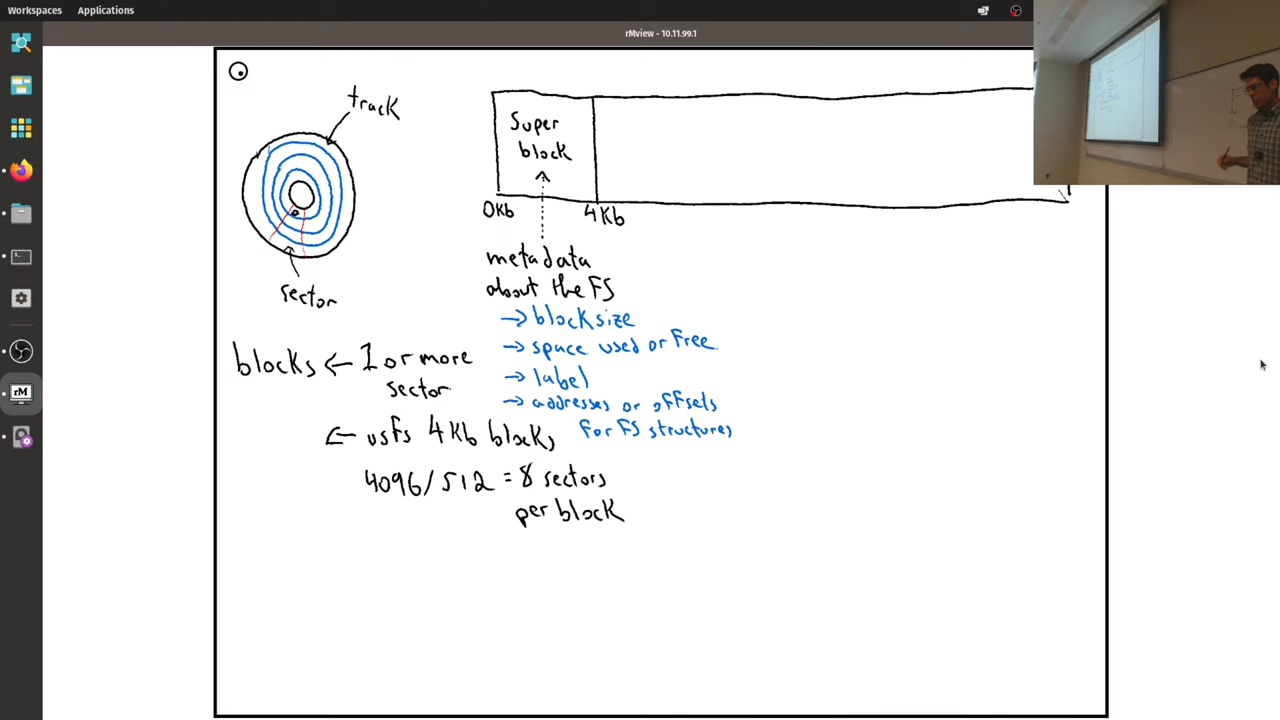 Workspaces Applications
rMview - 10.11.99.1
track
Super
block
0Kb
4Kb
sector
metadata
about the FS
→ blocksize
→ space used or free
→ label
→ addresses or offsets
for FS structures
blocks ← 1 or more
sector
← usfs 4Kb blocks
4096/512 = 8 sectors
per block
rM